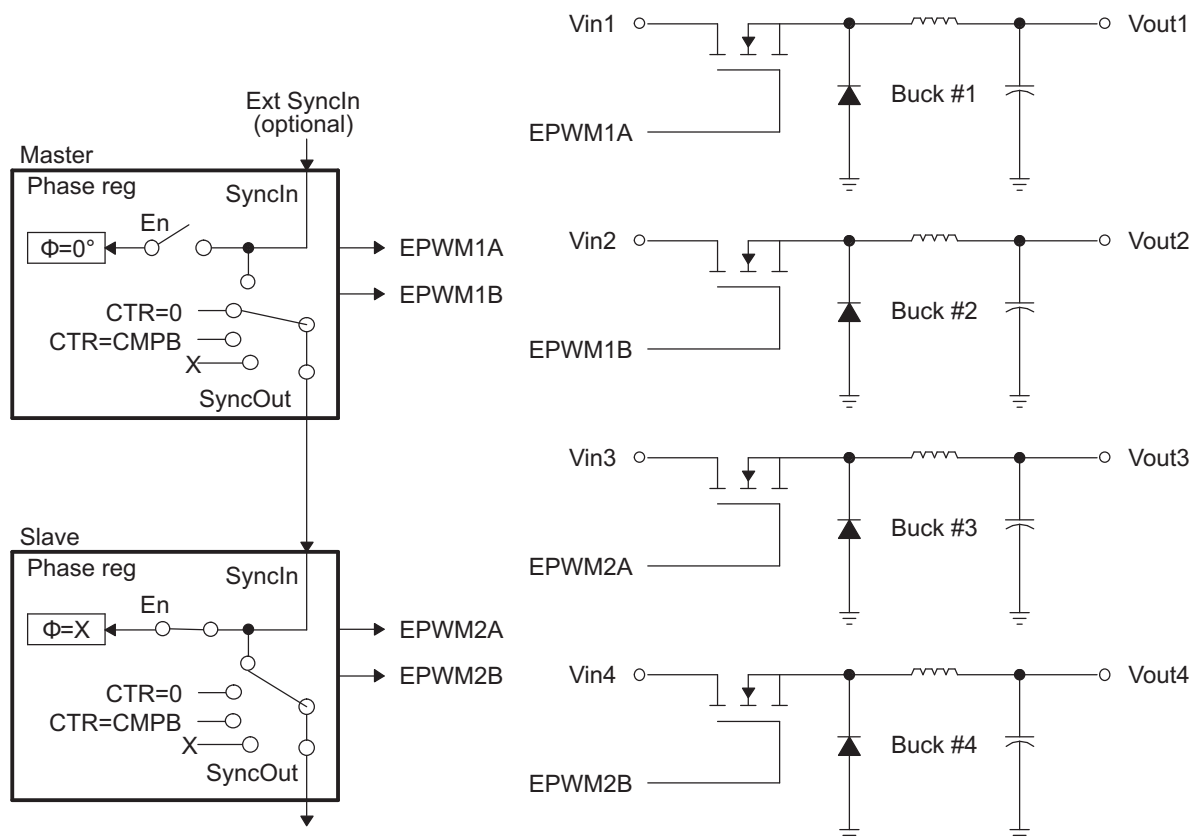 Ext SyncIn
(optional)
Master
Phase reg
SyncIn
En
Φ=0°
EPWM1A
EPWM1B
CTR=0
CTR=CMPB
X
SyncOut
Slave
Phase reg
SyncIn
En
Φ=X
EPWM2A
EPWM2B
CTR=0
CTR=CMPB
X
SyncOut
Vin1
Vout1
Buck #1
EPWM1A
Vin2
Vout2
Buck #2
EPWM1B
Vin3
Vout3
Buck #3
EPWM2A
Vin4
Vout4
Buck #4
EPWM2B